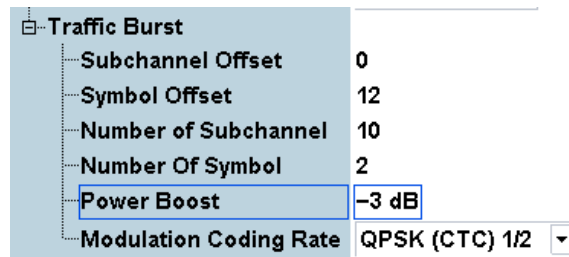 Traffic Burst
Subchannel Offset 0
Symbol Offset 12
Number of Subchannel 10
Number Of Symbol 2
Power Boost −3 dB
Modulation Coding Rate QPSK (CTC) 1/2